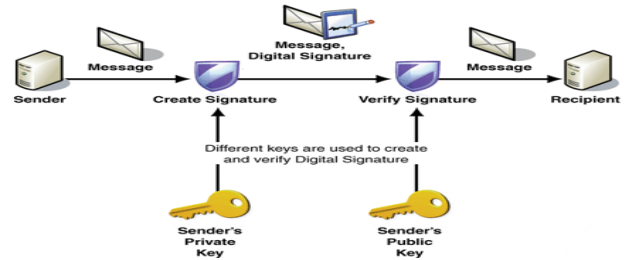 Message,
Digital Signature
Message
Message
Sender
Create Signature
Verify Signature
Recipient
Different keys are used to create
and verify Digital Signature
Sender's
Private
Key
Sender's
Public
Key